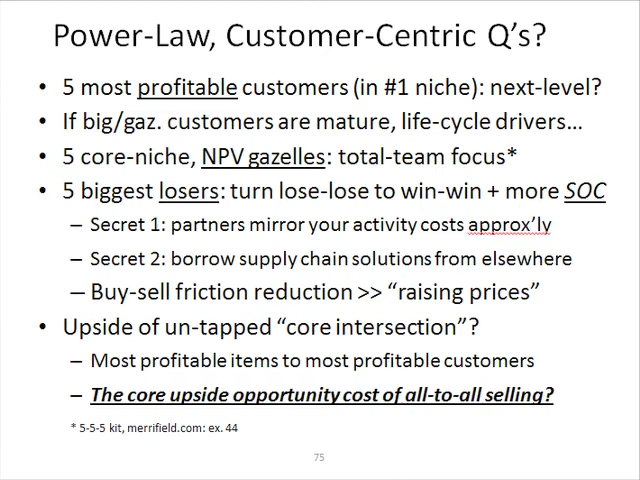 Power-Law, Customer-Centric Q's?
• 5 most profitable customers (in #1 niche): next-level?
• If big/gaz. customers are mature, life-cycle drivers…
• 5 core-niche, NPV gazelles: total-team focus*
• 5 biggest losers: turn lose-lose to win-win + more SOC
– Secret 1: partners mirror your activity costs approx'ly
– Secret 2: borrow supply chain solutions from elsewhere
– Buy-sell friction reduction >> "raising prices"
• Upside of un-tapped "core intersection"?
– Most profitable items to most profitable customers
– The core upside opportunity cost of all-to-all selling?
* 5-5-5 kit, merrifield.com: ex. 44
75